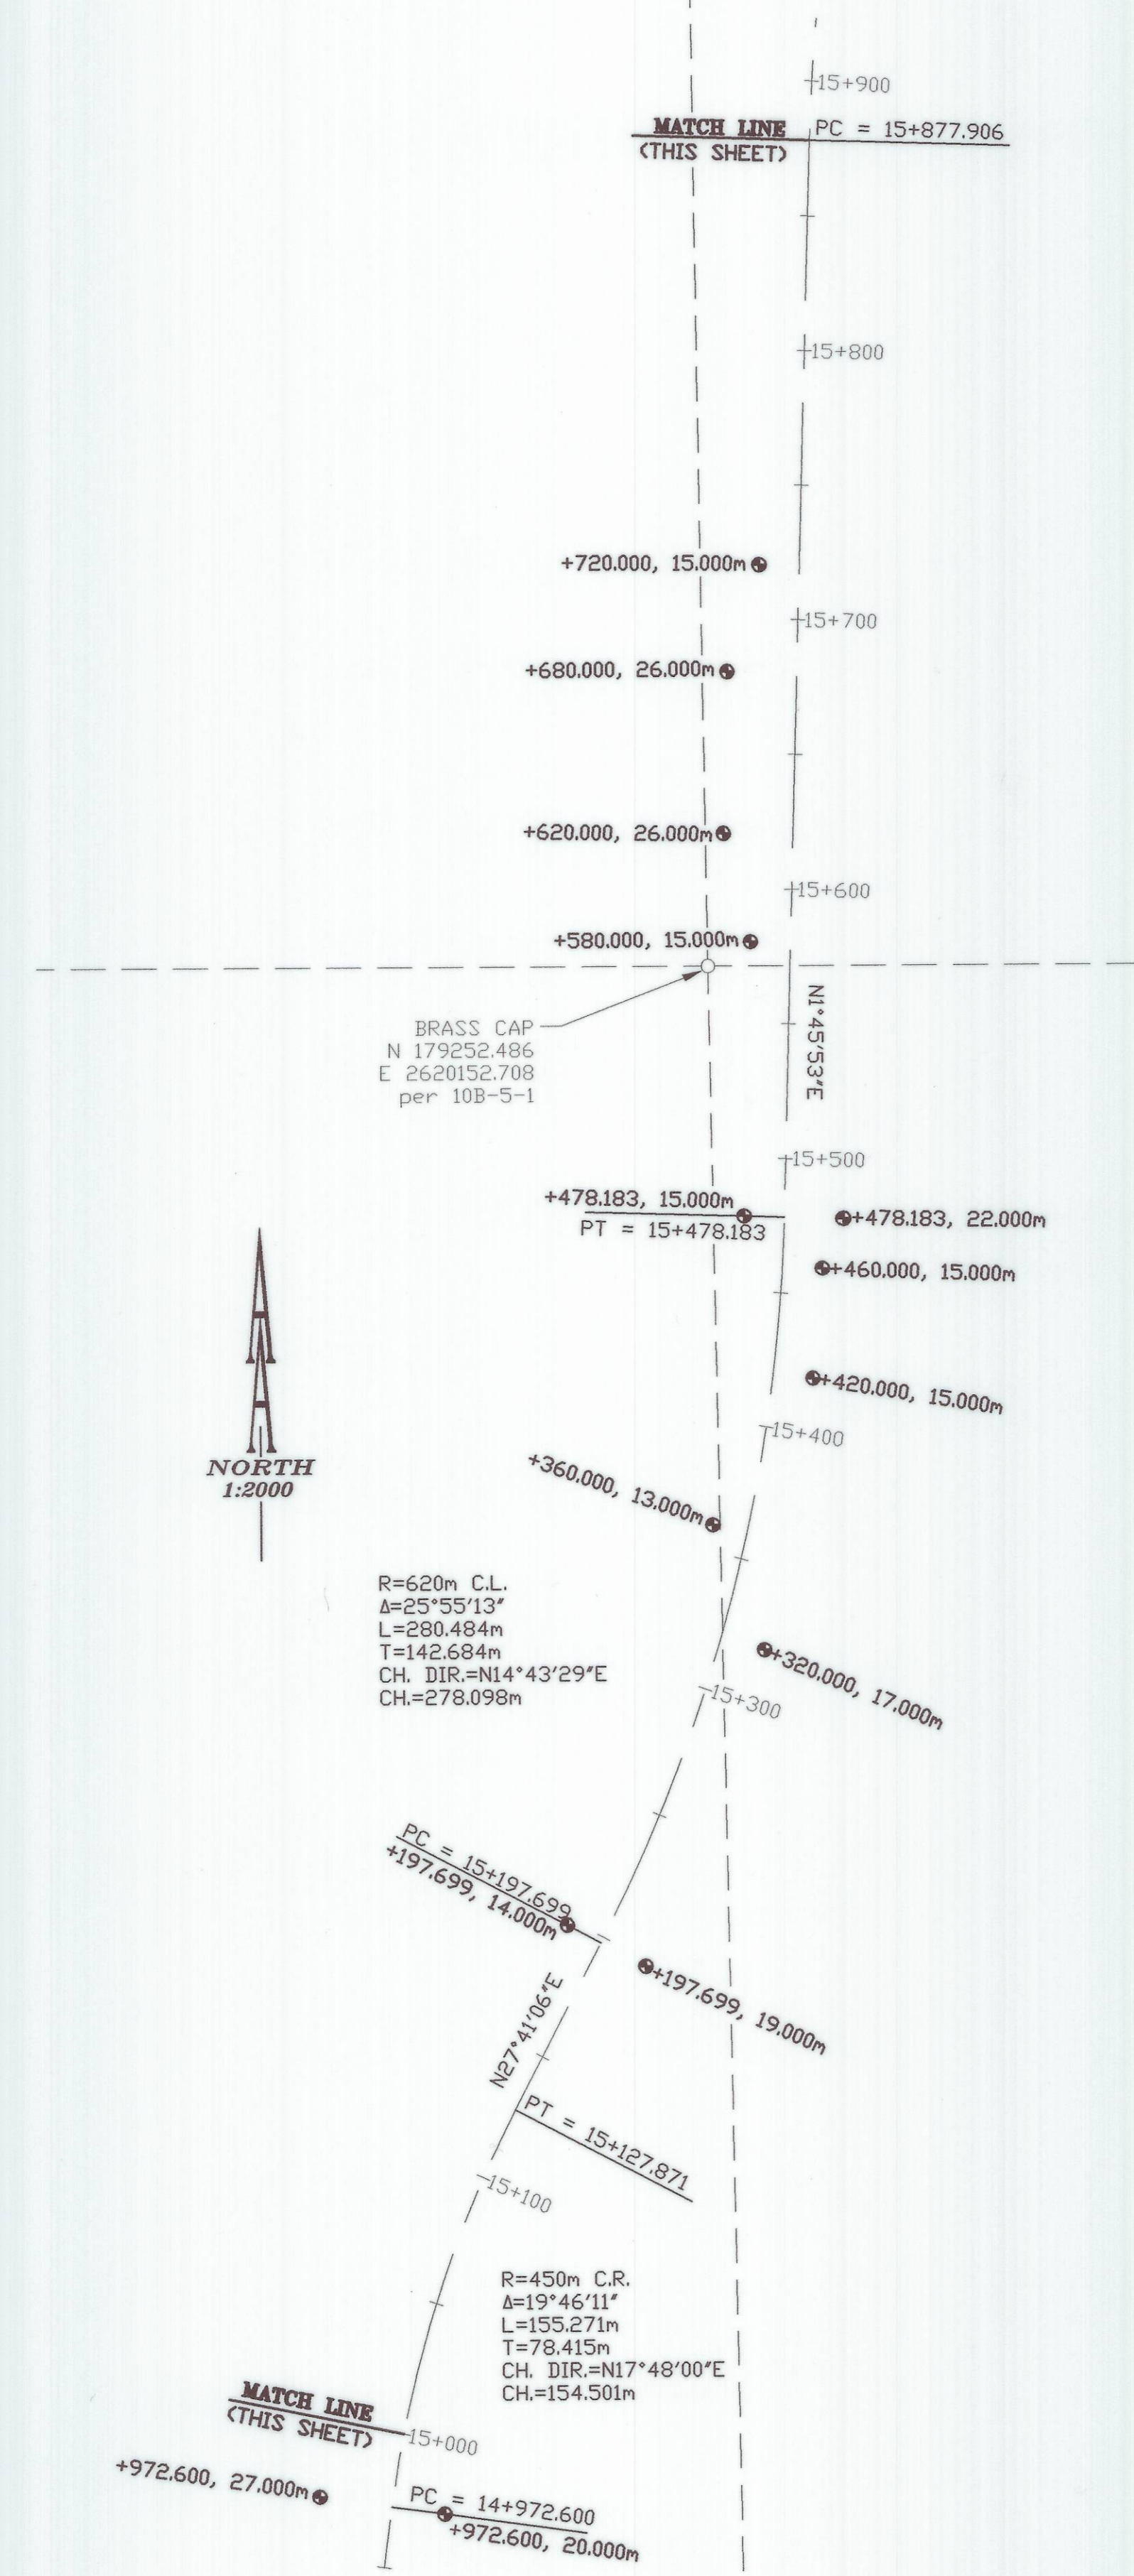 15+900
MATCH LINE
(THIS SHEET)
PC = 15+877.906
15+800
+720.000, 15.000m
15+700
+680.000, 26.000m
+620.000, 26.000m
15+600
+580.000, 15.000m
N1°45'53"E
BRASS CAP
N 179252.486
E 2620152.708
per 10B-5-1
15+500
+478.183, 15.000m
PT = 15+478.183
+478.183, 22.000m
+460.000, 15.000m
+420.000, 15.000m
15+400
+360.000, 13.000m
NORTH
1:2000
R=620m C.L.
Δ=25°55'13"
L=280.484m
T=142.684m
CH. DIR.=N14°43'29"E
CH.=278.098m
+320.000, 17.000m
15+300
PC = 15+197.699
+197.699, 14.000m
+197.699, 19.000m
N27°41'06"E
PT = 15+127.871
15+100
R=450m C.R.
Δ=19°46'11"
L=155.271m
T=78.415m
CH. DIR.=N17°48'00"E
CH.=154.501m
MATCH LINE
(THIS SHEET)
15+000
+972.600, 27.000m
PC = 14+972.600
+972.600, 20.000m